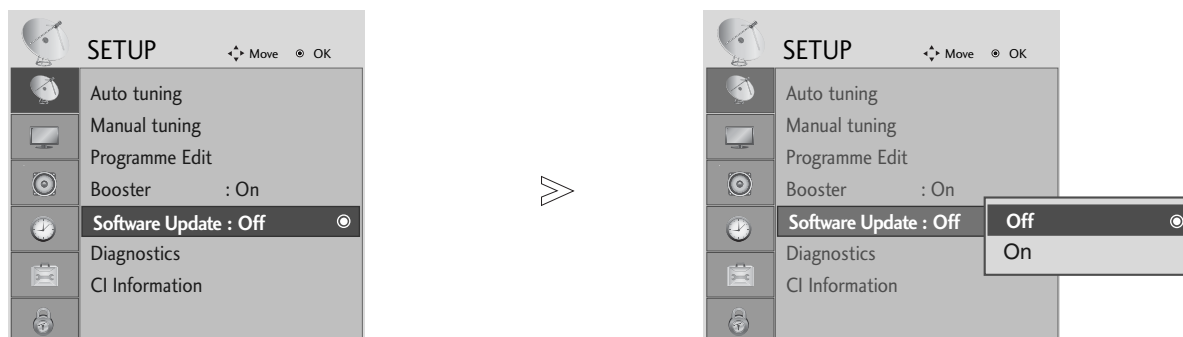 SETUP Move OK
Auto tuning
Manual tuning
Programme Edit
Booster : On
Software Update : Off
Diagnostics
CI Information
SETUP Move OK
Auto tuning
Manual tuning
Programme Edit
Booster : On
Software Update : Off
Diagnostics
CI Information
Off
On